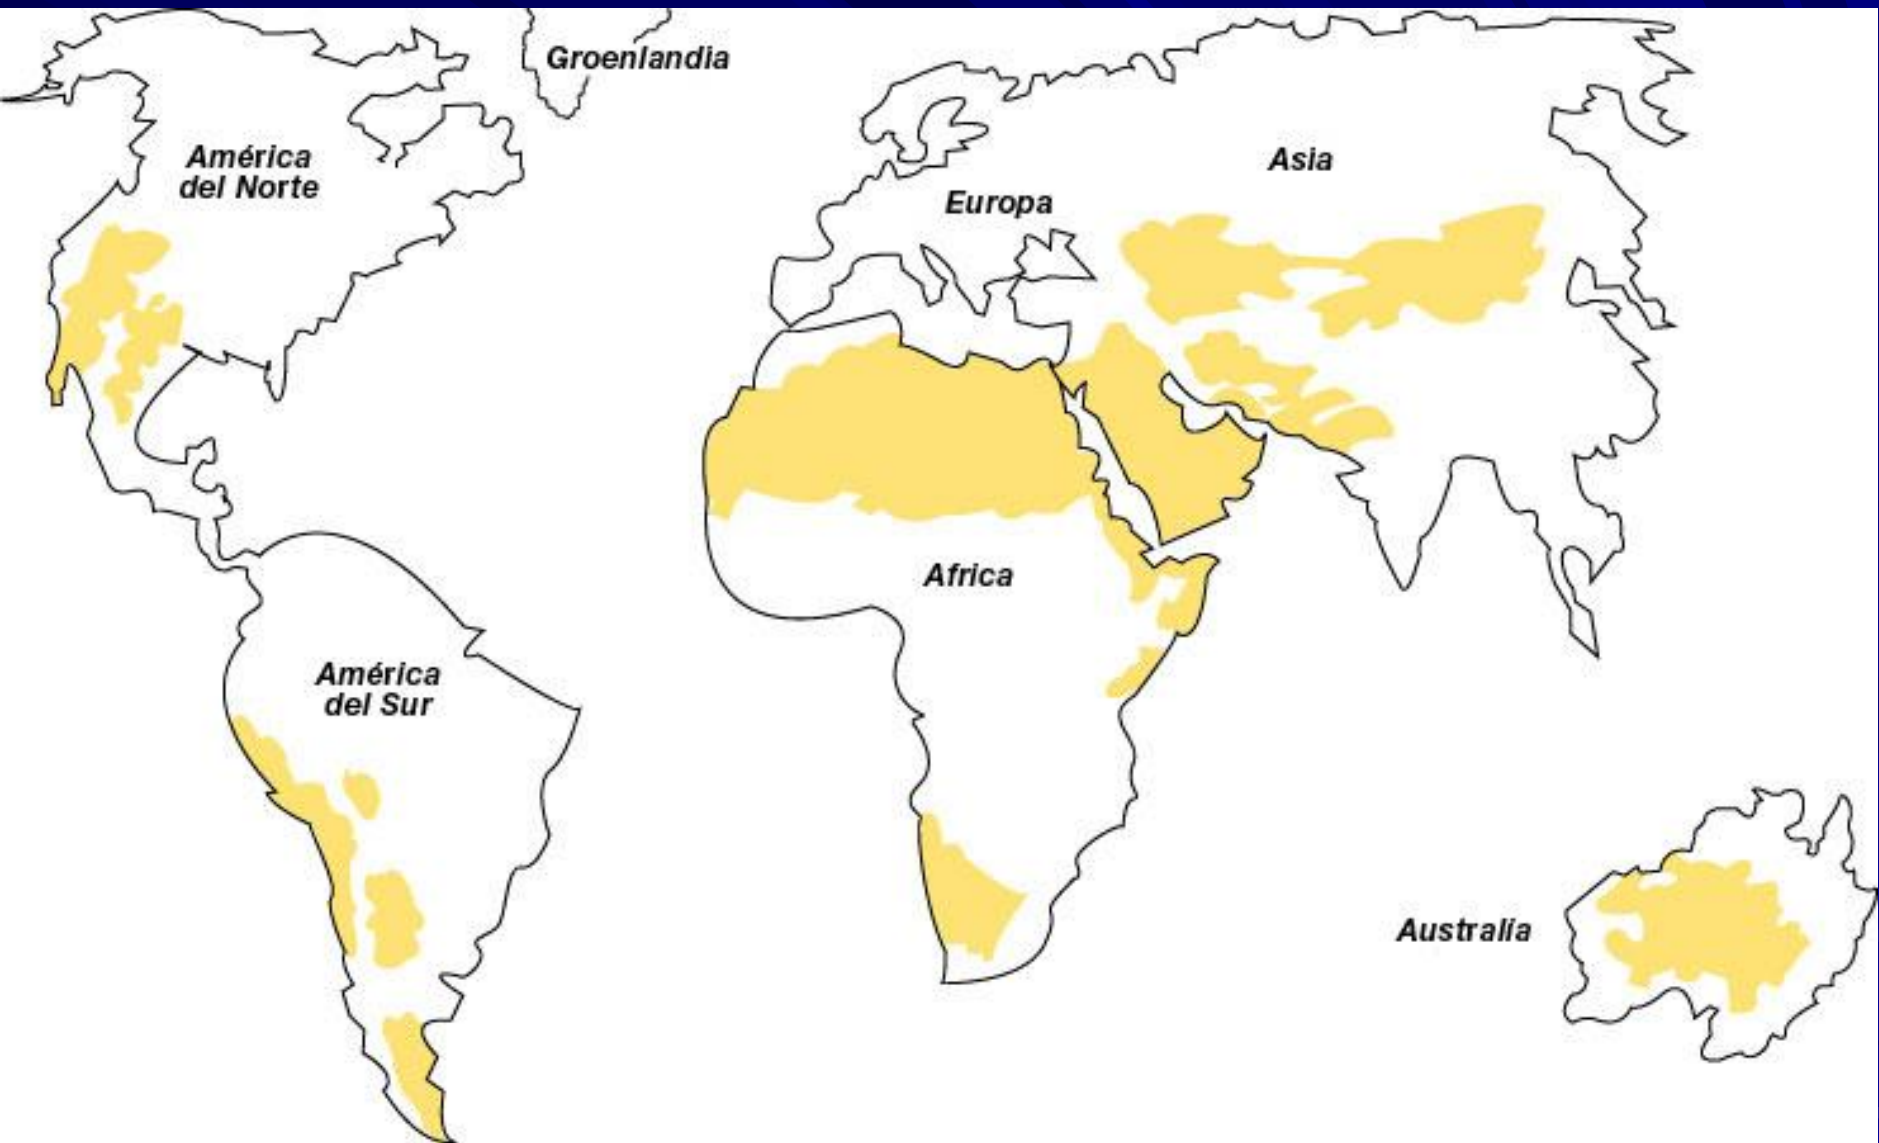 Groenlandia
América
del Norte
Asia
Europa
Africa
América
del Sur
Australia